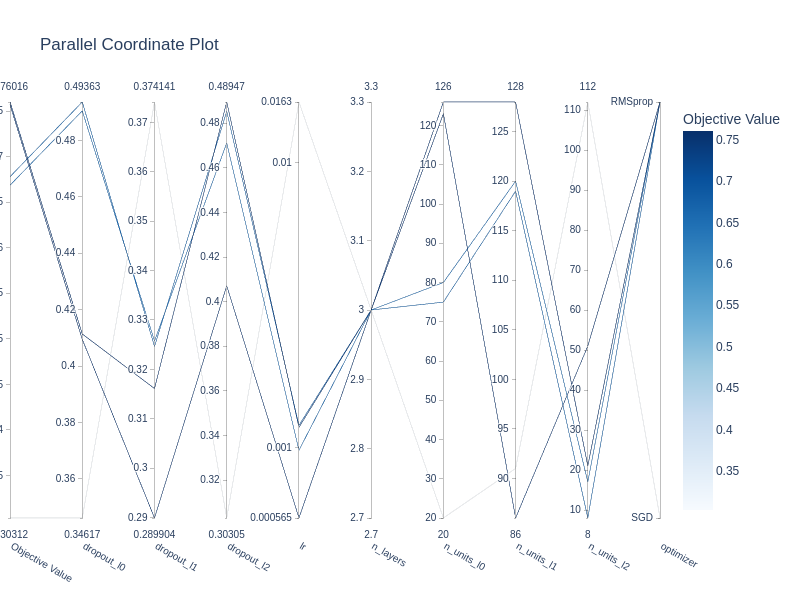 Parallel Coordinate Plot
76016 0.49363 0.374141 0.48947 3.3 126 128 112
Objective Value
0.0163 3.3 RMSprop
0.37 0.48 120 125 110
0.75
0.48 0.46 0.01 110 100
0.36 3.2 120 90
0.7
0.46 0.35 0.44 100 115 80
0.65
0.44 0.34 0.42 3.1 90 110 70
0.6
0.42 0.33 0.4 3 80 105 60
0.55
0.4 0.32 0.38 70 50
0.5
0.36 2.9 60 100 40
0.45
0.38 0.31 0.34 0.001 2.8 50 95 30
0.4
0.36 0.3 0.32 40 90 20
0.35
30 10
0.29 0.000565 2.7 20 SGD
30312 0.34617 0.289904 0.30305 2.7 20 86 8
Objective Value dropout_l0 dropout_l1 dropout_l2 lr n_layers n_units_l0 n_units_l1 n_units_l2 optimizer